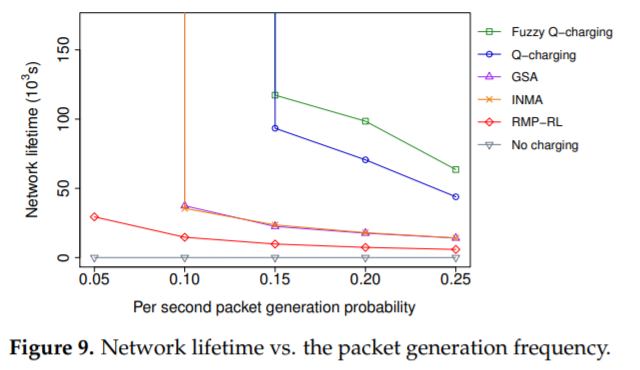 150
100
50
0
Network lifetime (10³s)
0.05 0.10 0.15 0.20 0.25
Per second packet generation probability
Fuzzy Q−charging
Q−charging
GSA
INMA
RMP−RL
No charging
Figure 9. Network lifetime vs. the packet generation frequency.